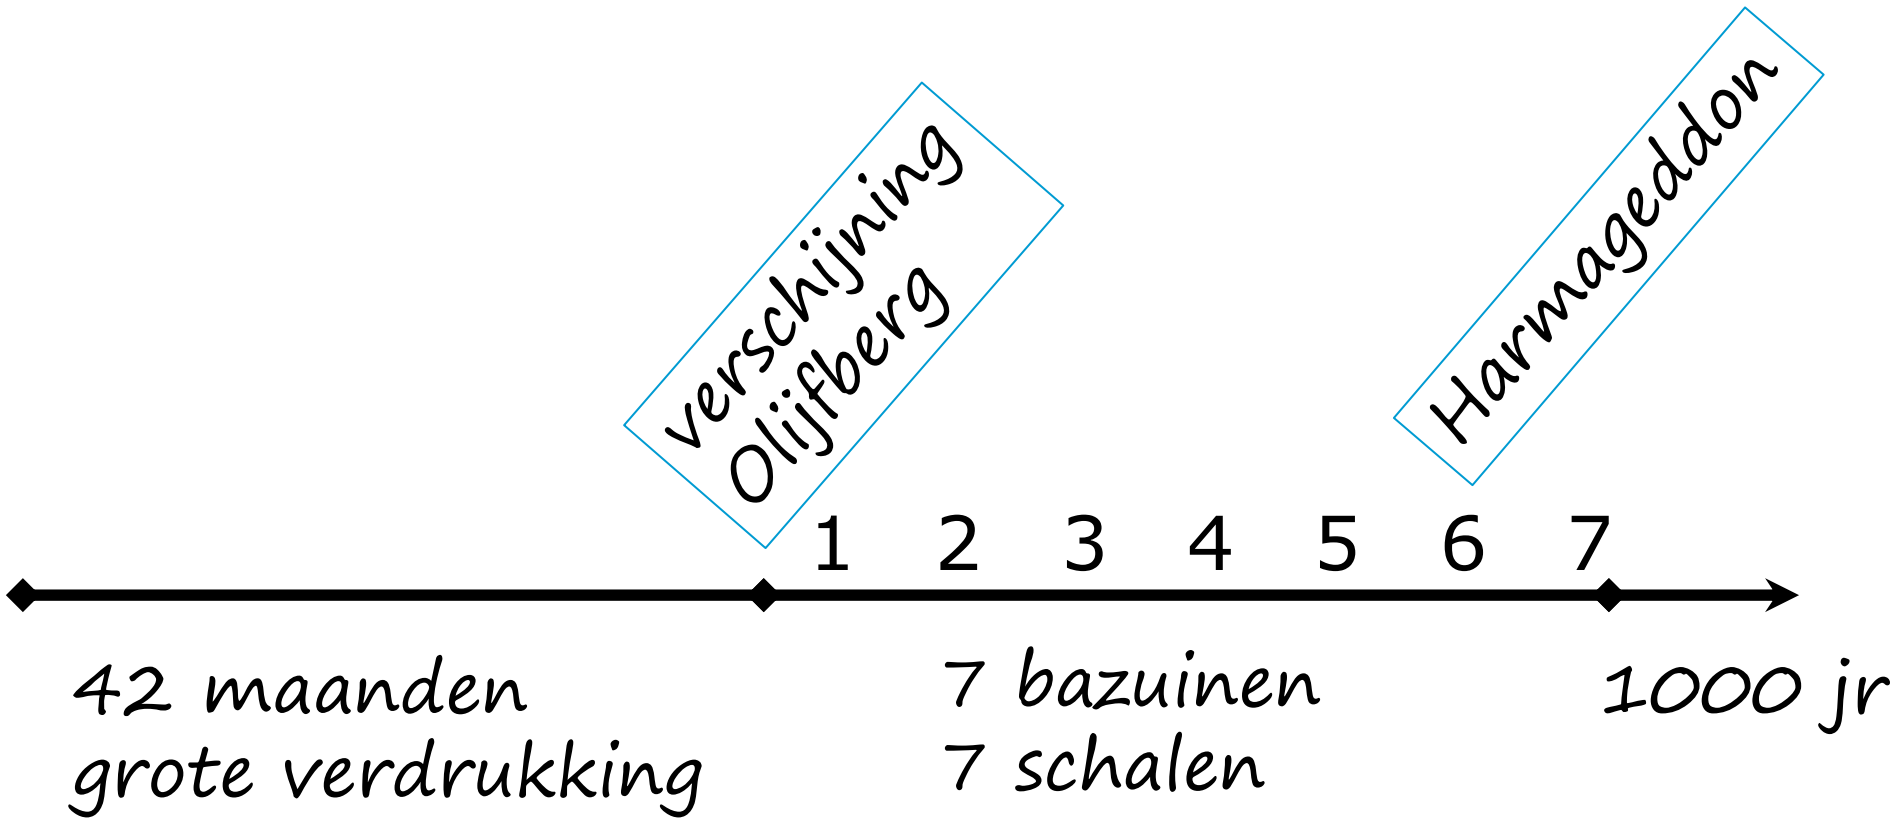 verschijning
Olijfberg
Harmageddon
1 2 3 4 5 6 7
42 maanden
grote verdrukking
7 bazuinen
7 schalen
1000 jr